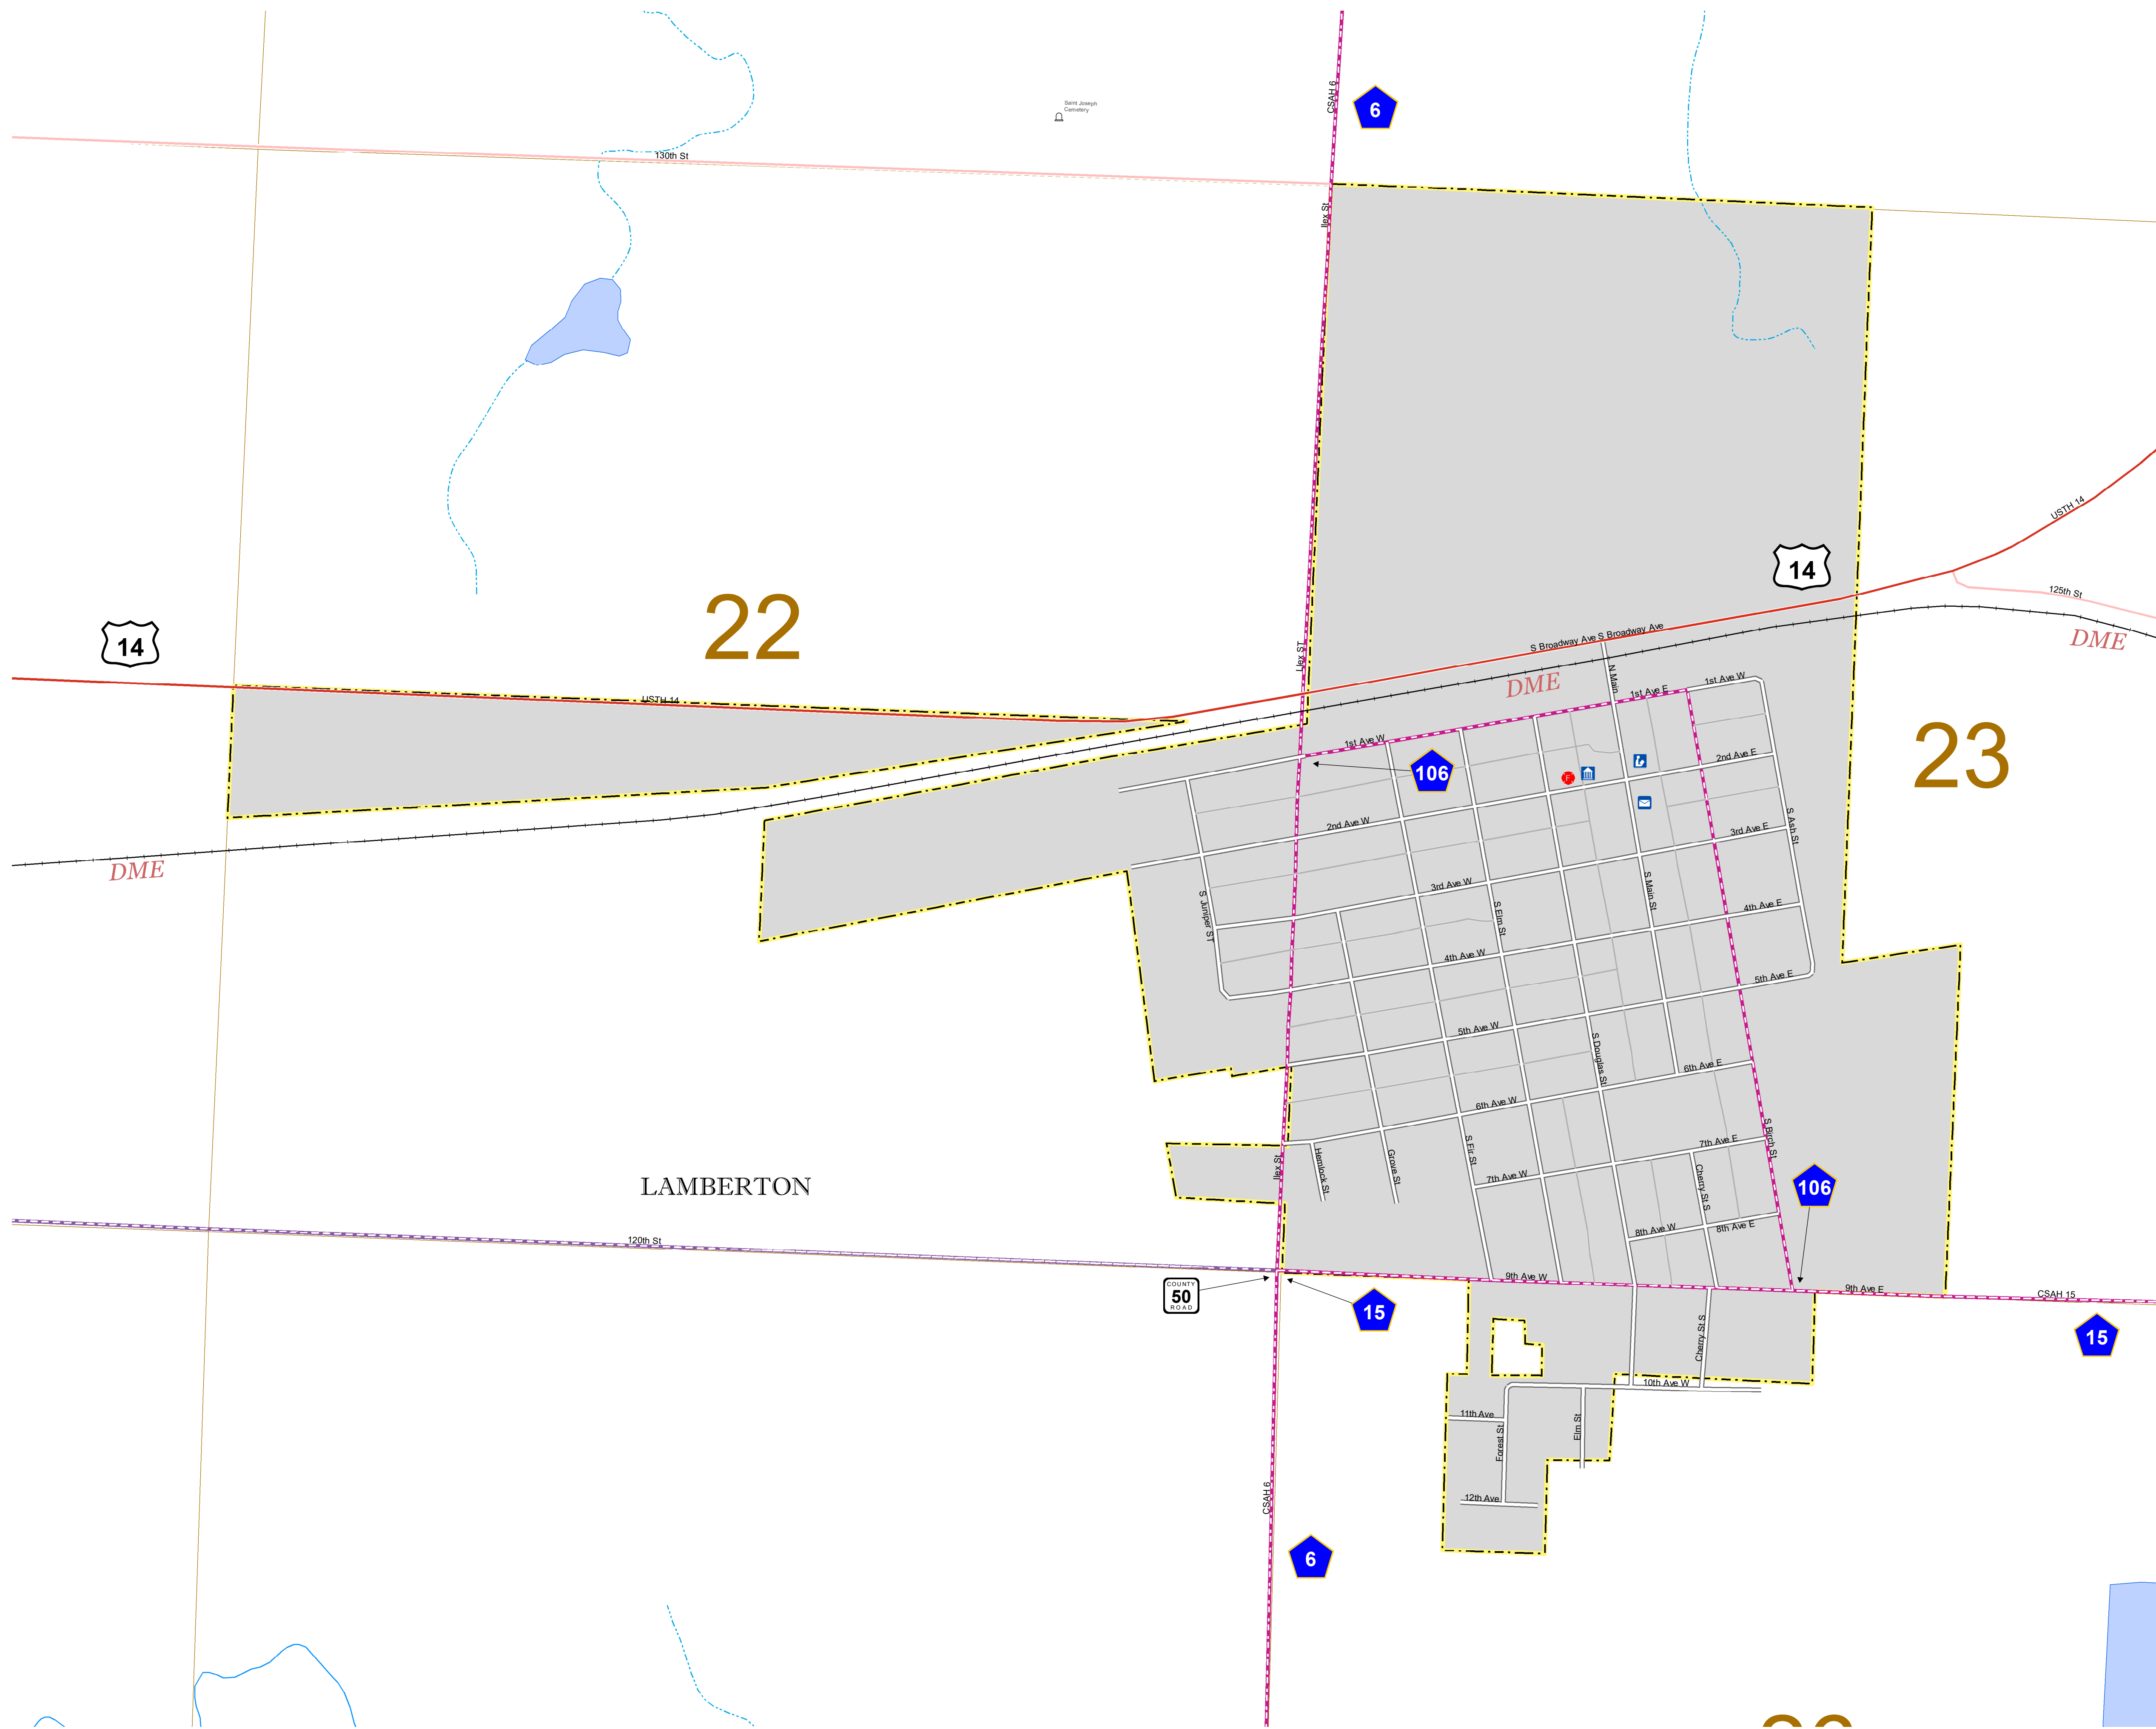 CSAH 6
6
Saint Joseph
Cemetery
130th St
Ilex St
USTH 14
14
125th St
DME
22
14
S Broadway Ave S Broadway Ave
Llex ST
N Main
DME
USTH 14
1st Ave E
1st Ave W
1st Ave W
23
106
F
2nd Ave E
2nd Ave W
S Ash St
3rd Ave E
DME
S Juniper ST
3rd Ave W
S Main St
S Elm St
4th Ave E
4th Ave W
5th Ave E
5th Ave W
S Douglas St
6th Ave E
6th Ave W
S Birch St
S Fir St
7th Ave E
Ilex St
Hemlock St
Grove St
7th Ave W
Cherry St S
106
LAMBERTON
8th Ave W
8th Ave E
120th St
9th Ave W
9th Ave E
CSAH 15
COUNTY
50
ROAD
15
15
Cherry St S
10th Ave W
11th Ave
Forest St
Elm St
12th Ave
CSAH 6
6